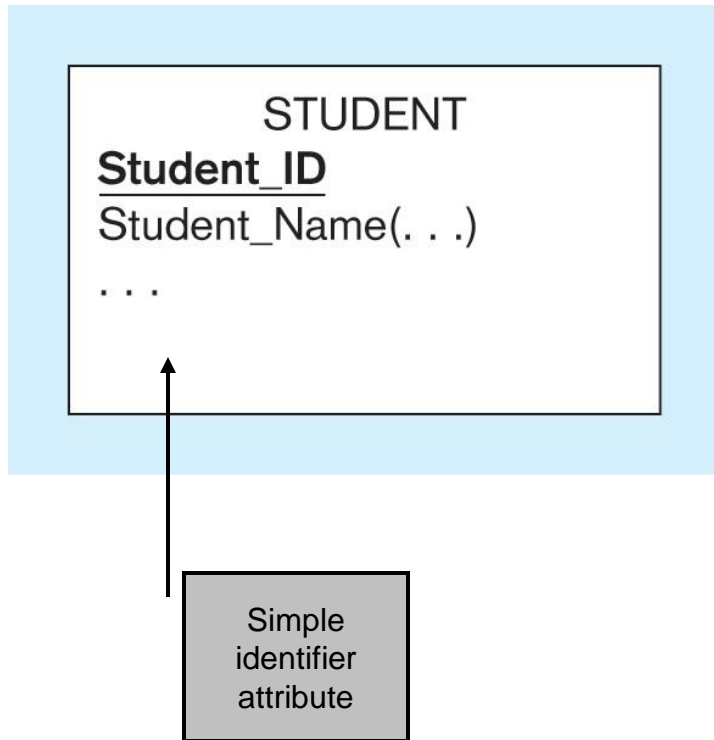 STUDENT
Student_ID
Student_Name(. . .)
. . .
Simple
identifier
attribute